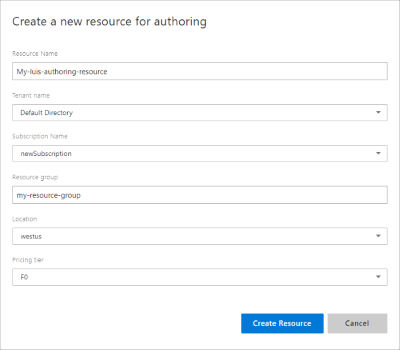 Create a new resource for authoring
Resource Name
My-luis-authoring-resource
Tenant name
Default Directory
Subscription Name
newSubscription
Resource group
my-resource-group
Location
westus
Pricing tier
F0
Create Resource
Cancel